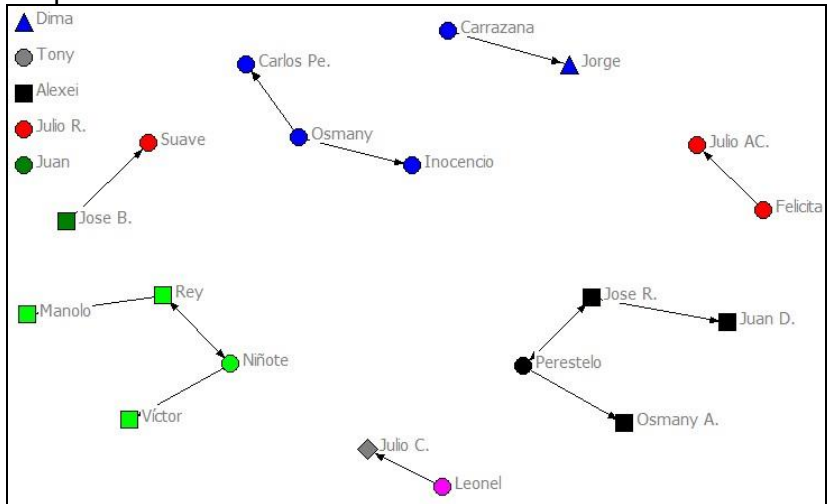 Dima
Carrazana
Tony
Carlos Pe.
Jorge
Alexei
Julio R.
Suave
Osmany
Julio AC.
Juan
Inocencio
Jose B.
Felicita
Rey
Jose R.
Manolo
Juan D.
Niñote
Perestelo
Víctor
Osmany A.
Julio C.
Leonel